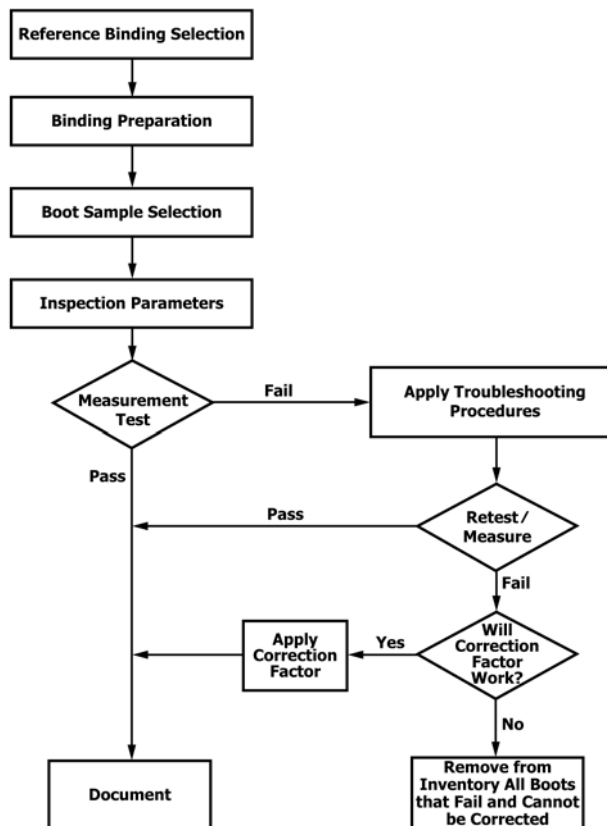 Reference Binding Selection
Binding Preparation
Boot Sample Selection
Inspection Parameters
Measurement
Test
Fail
Apply Troubleshooting
Procedures
Pass
Pass
Retest/
Measure
Fail
Will
Correction
Factor
Work?
Yes
Apply
Correction
Factor
No
Document
Remove from
Inventory All Boots
that Fail and Cannot
be Corrected